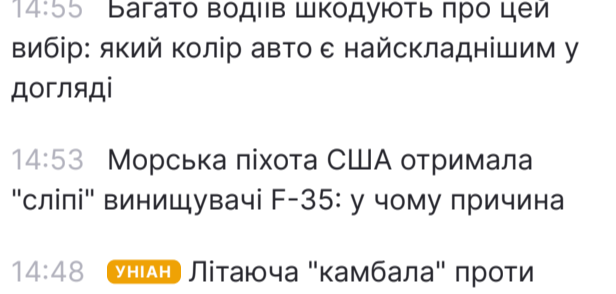 14:55 Багато водіїв шкодують про цей
вибір: який колір авто є найскладнішим у
догляді
14:53 Морська піхота США отримала
"сліпі" винищувачі F-35: у чому причина
14:48 УНІАН Літаюча "камбала" проти